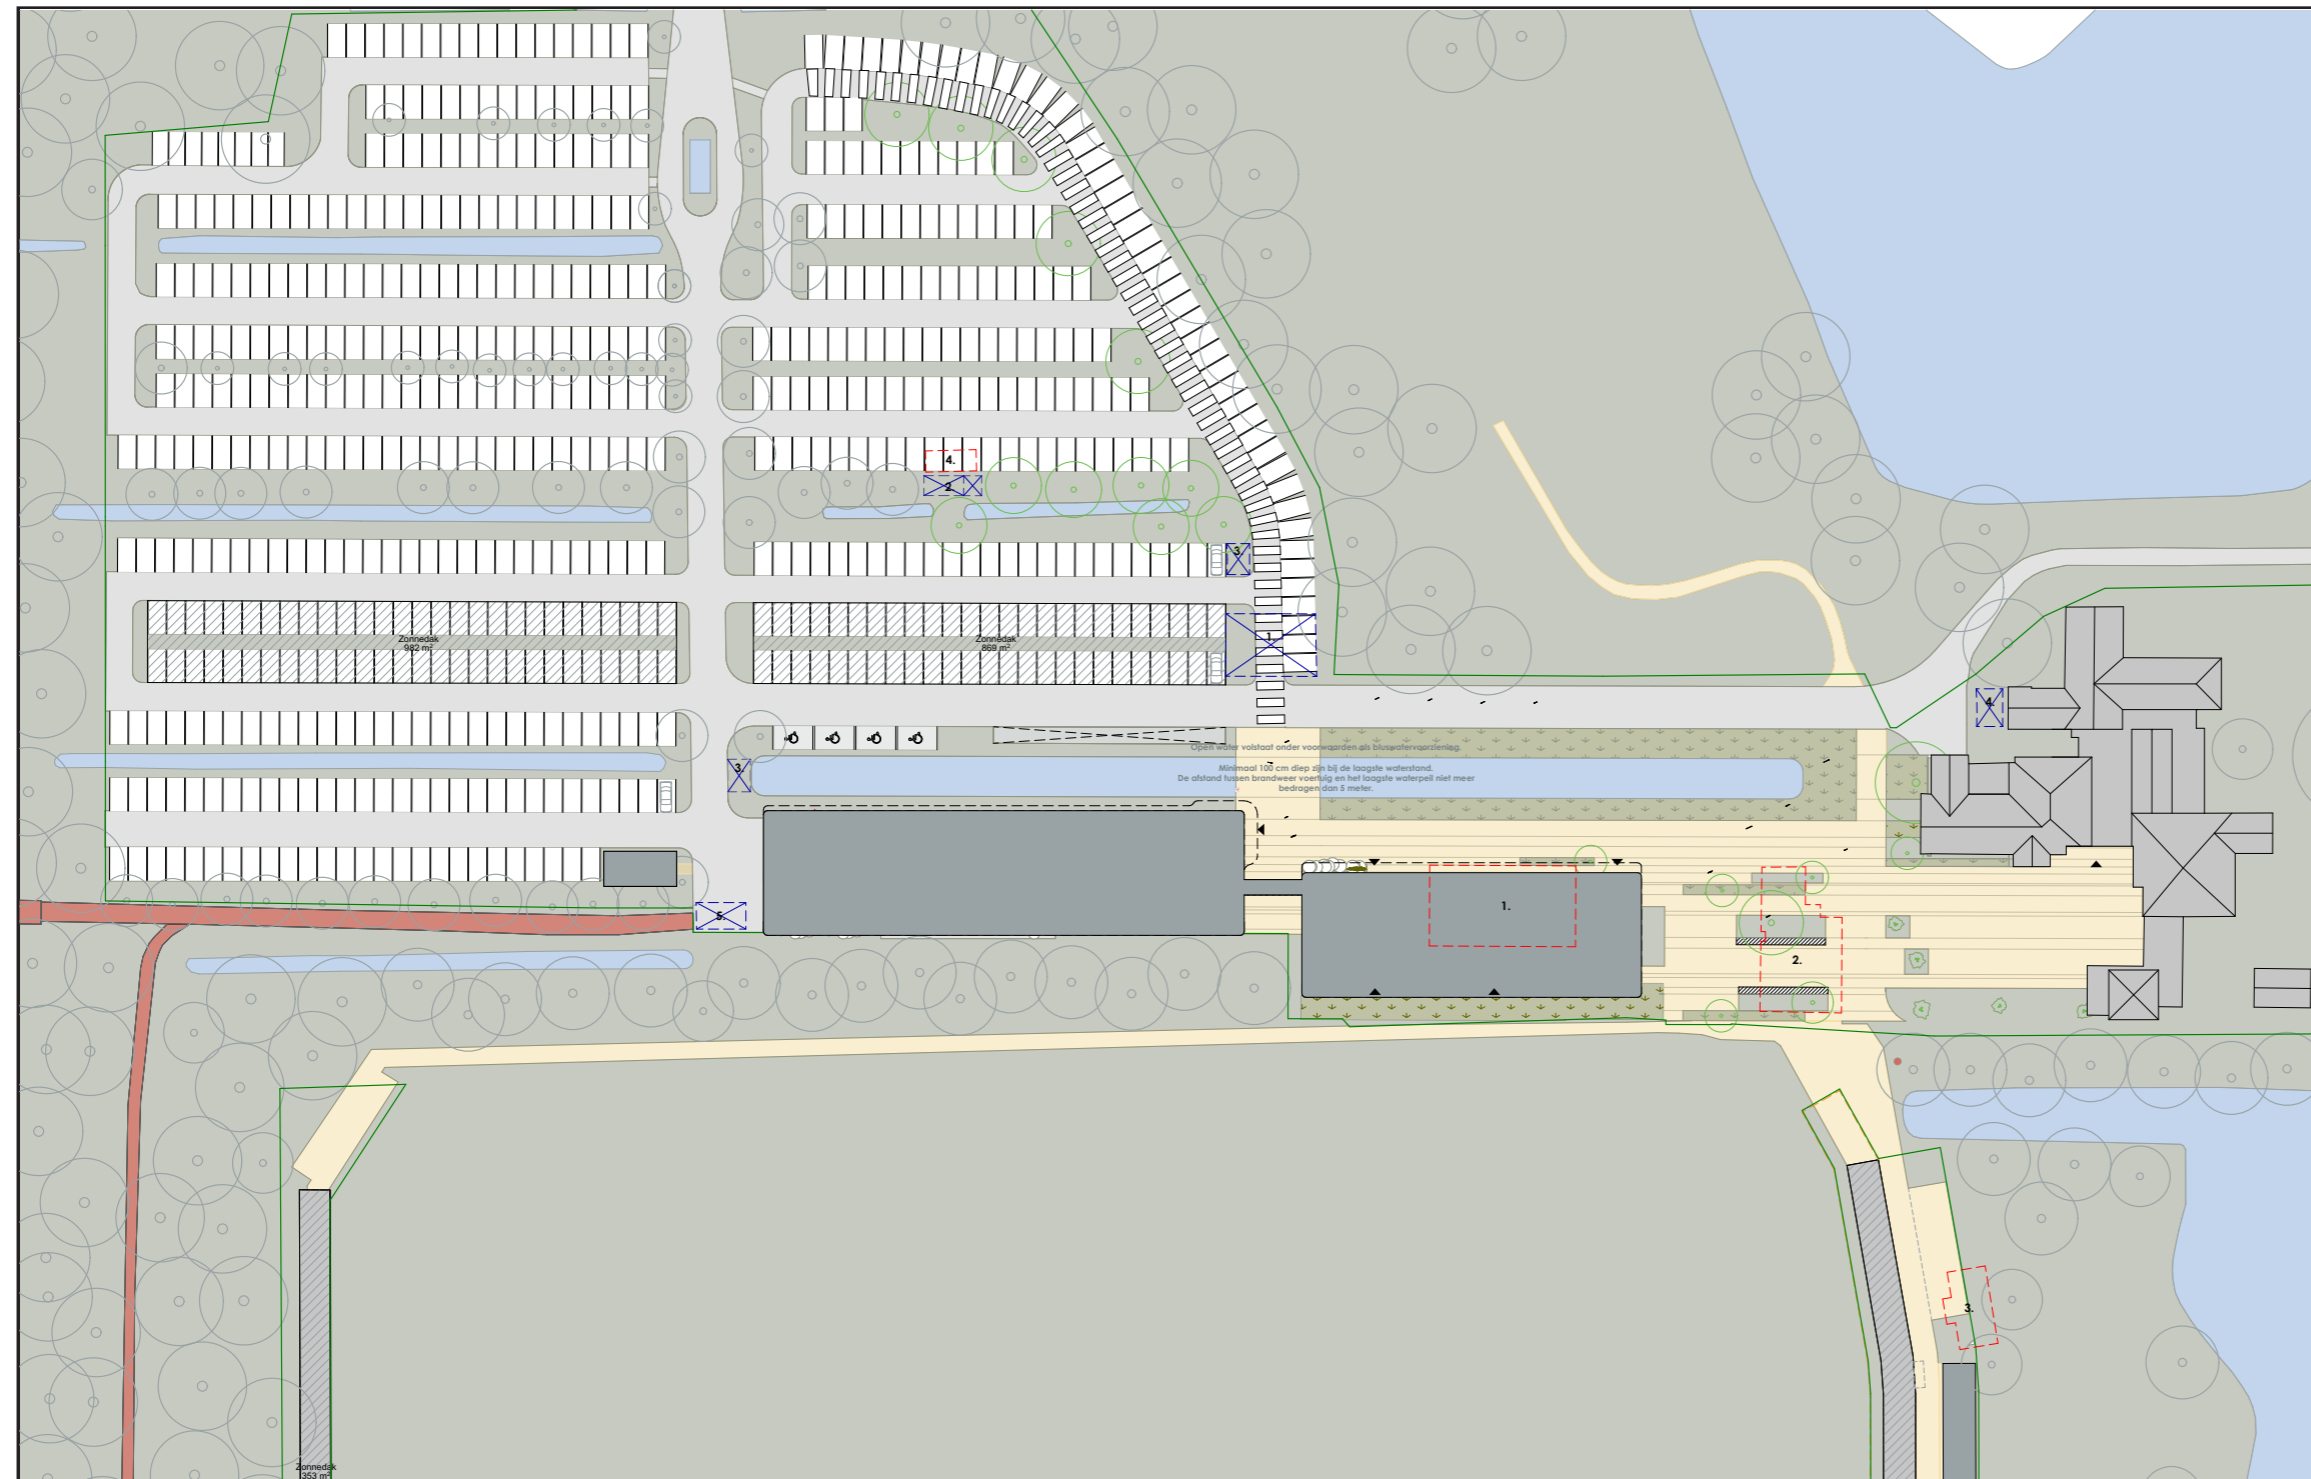 4.
2.
3.
1.
Zonnedak
982 m²
Zonnedak
869 m²
4.
Open water volstaat onder voorwaarden als bluswatervoorziening.
Minimaal 100 cm diep zijn bij de laagste waterstand.
De afstand tussen brandweer voertuig en het laagste waterpeil niet meer
bedragen dan 5 meter.
3.
5.
1.
2.
3.
Zonnedak
353 m²